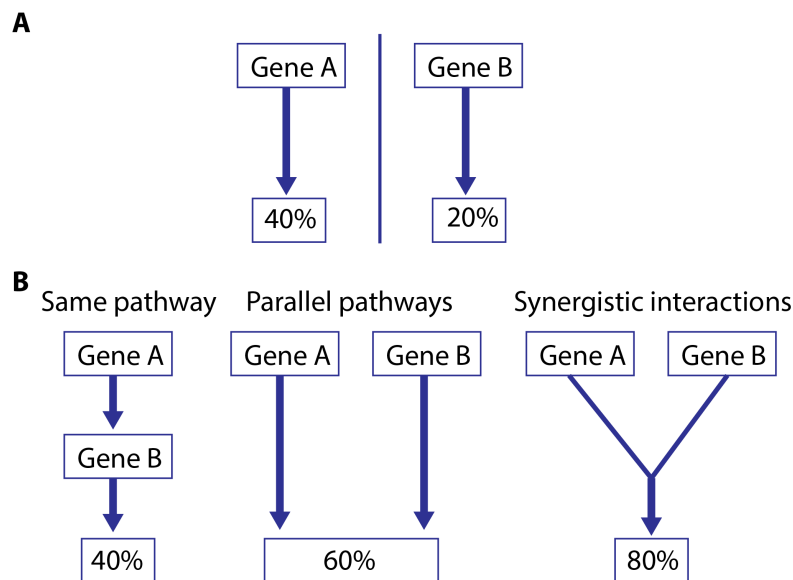 A
Gene A
Gene B
40%
20%
B
Same pathway
Parallel pathways
Synergistic interactions
Gene A
Gene A
Gene B
Gene A
Gene B
Gene B
40%
60%
80%